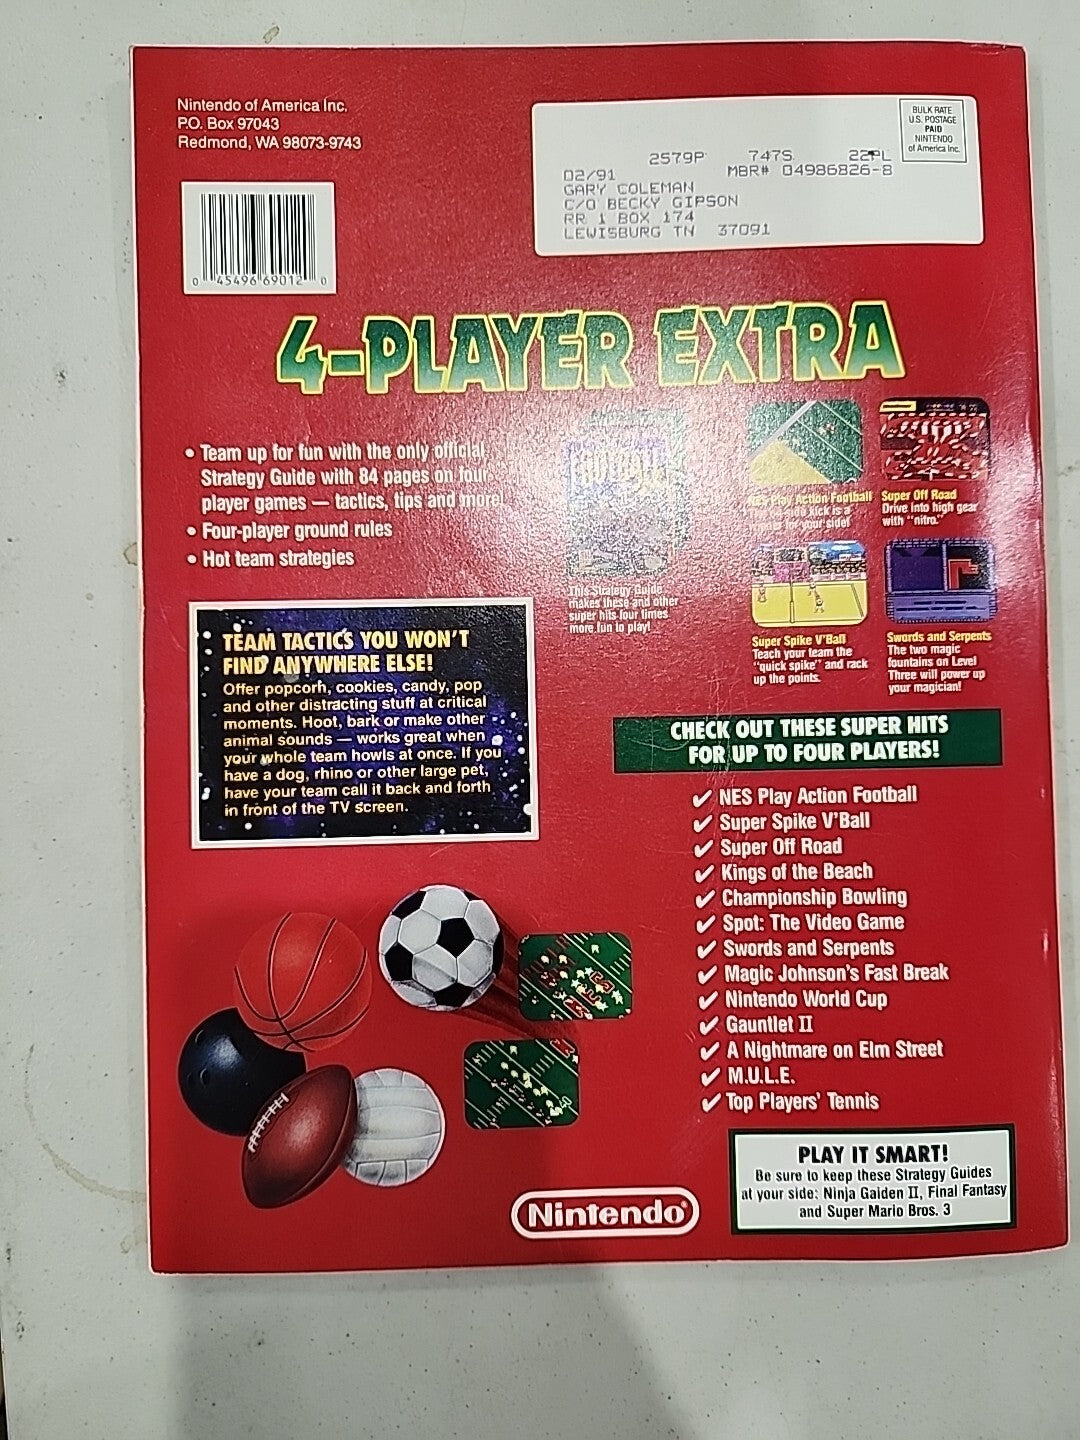 Nintendo of America Inc.
P.O. Box 97043
Redmond, WA 98073-9743
BULK RATE
U.S. POSTAGE
PAID
NINTENDO
of America Inc.
2579P 747S 22PL
02/91 MBR# 04986826-8
GARY COLEMAN
C/O BECKY GIPSON
RR 1 BOX 174
LEWISBURG TN 37091
0 45496 69012 0
4-PLAYER EXTRA
• Team up for fun with the only official
Strategy Guide with 84 pages on four-
player games — tactics, tips and more!
• Four-player ground rules
• Hot team strategies
This Strategy Guide
makes these and other
super hits four times
more fun to play!
NES Play Action Football
kick is a
for your side!
Super Off Road
Drive into high gear
with "nitro."
Super Spike V'Ball
Teach your team the
"quick spike" and rack
up the points.
Swords and Serpents
The two magic
fountains on Level
Three will power up
your magician!
TEAM TACTICS YOU WON'T
FIND ANYWHERE ELSE!
Offer popcorn, cookies, candy, pop
and other distracting stuff at critical
moments. Hoot, bark or make other
animal sounds — works great when
your whole team howls at once. If you
have a dog, rhino or other large pet,
have your team call it back and forth
in front of the TV screen.
CHECK OUT THESE SUPER HITS
FOR UP TO FOUR PLAYERS!
✔ NES Play Action Football
✔ Super Spike V'Ball
✔ Super Off Road
✔ Kings of the Beach
✔ Championship Bowling
✔ Spot: The Video Game
✔ Swords and Serpents
✔ Magic Johnson's Fast Break
✔ Nintendo World Cup
✔ Gauntlet II
✔ A Nightmare on Elm Street
✔ M.U.L.E.
✔ Top Players' Tennis
PLAY IT SMART!
Be sure to keep these Strategy Guides
at your side: Ninja Gaiden II, Final Fantasy
and Super Mario Bros. 3
Nintendo®